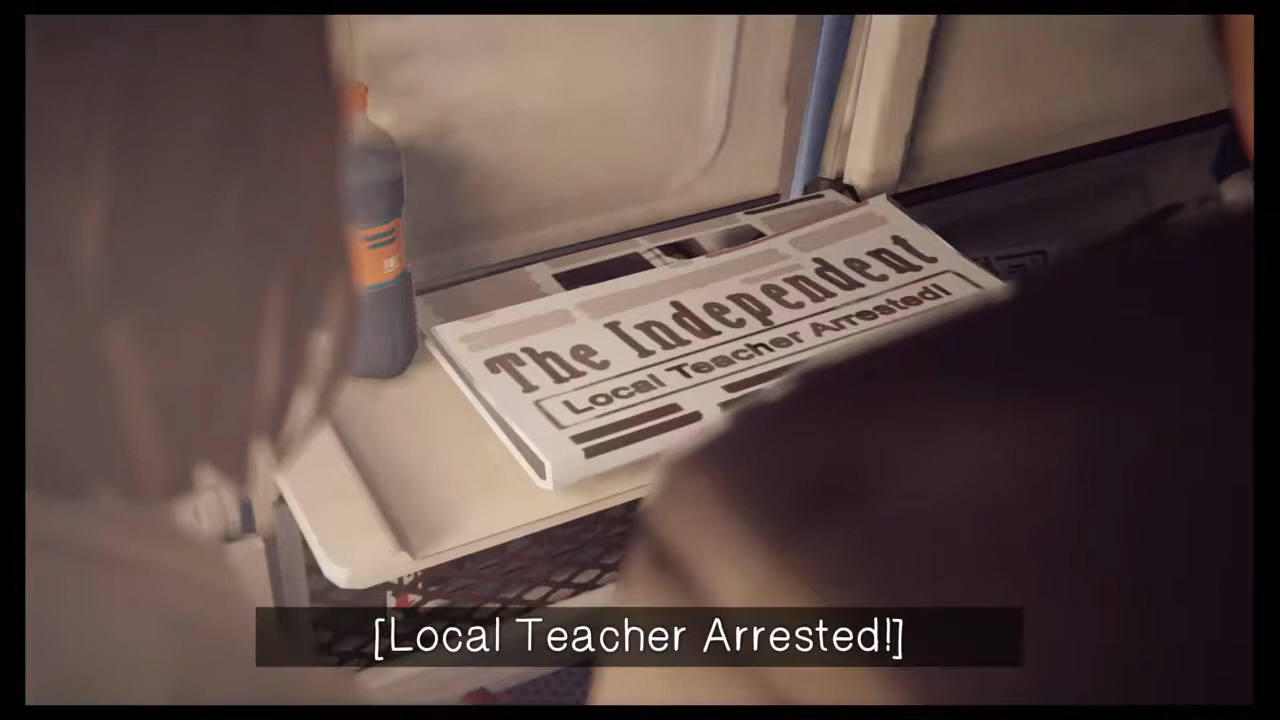 The Independent
Local Teacher Arrested!
[Local Teacher Arrested!]